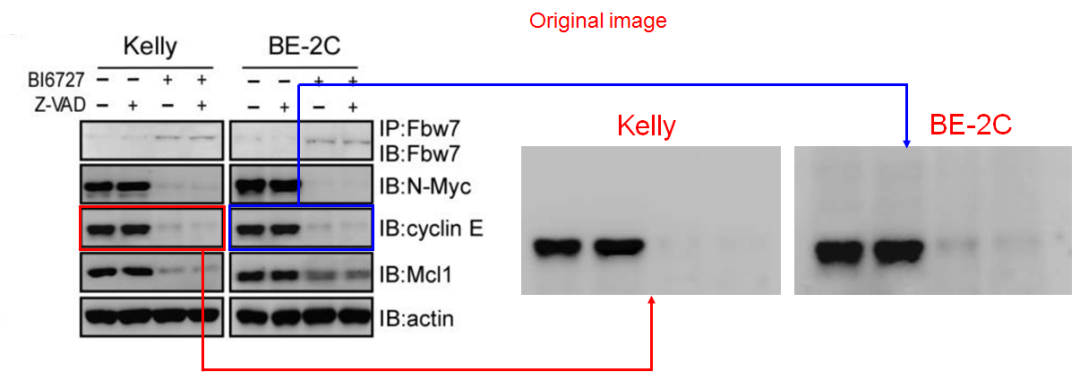 Original image
Kelly BE-2C
BI6727 − − + + − − + +
Z-VAD − + − + − + − +
IP:Fbw7
IB:Fbw7
IB:N-Myc
IB:cyclin E
IB:Mcl1
IB:actin
Kelly BE-2C